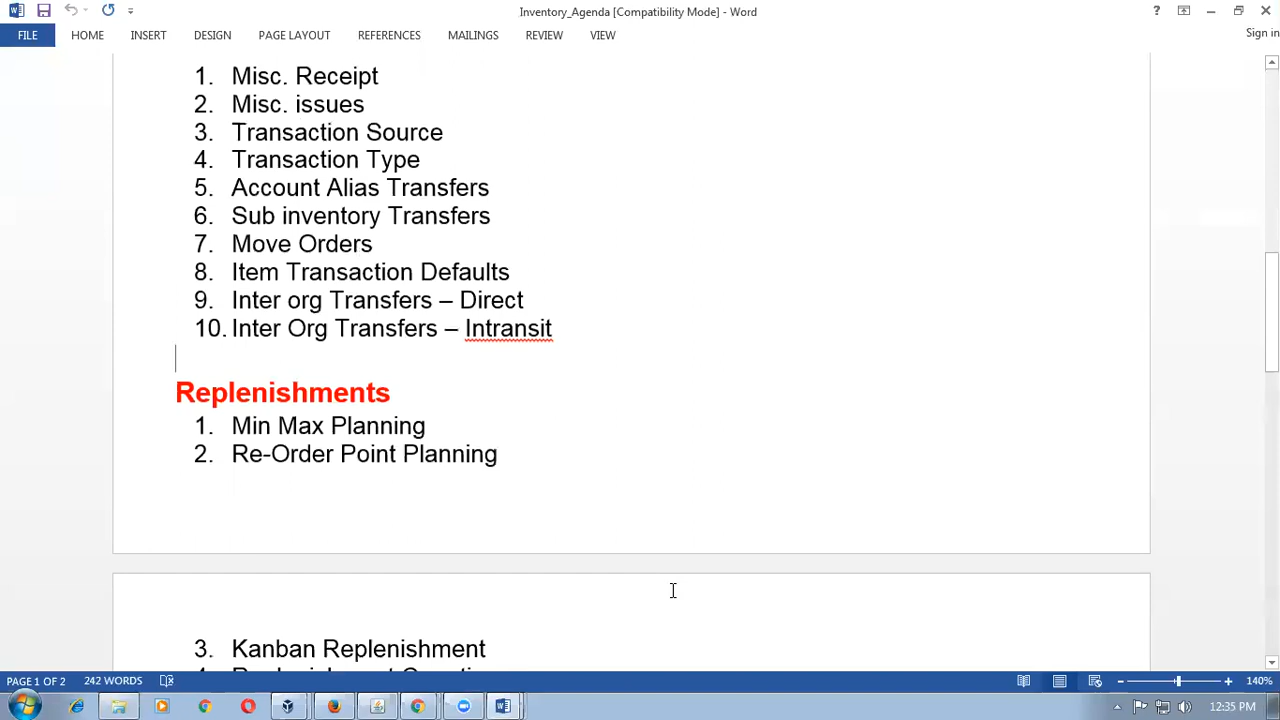 Inventory_Agenda [Compatibility Mode] - Word
?
Sign in
FILE HOME INSERT DESIGN PAGE LAYOUT REFERENCES MAILINGS REVIEW VIEW
1. Misc. Receipt
2. Misc. issues
3. Transaction Source
4. Transaction Type
5. Account Alias Transfers
6. Sub inventory Transfers
7. Move Orders
8. Item Transaction Defaults
9. Inter org Transfers – Direct
10. Inter Org Transfers – Intransit
Replenishments
1. Min Max Planning
2. Re-Order Point Planning
3. Kanban Replenishment
PAGE 1 OF 2 242 WORDS 140%
12:35 PM